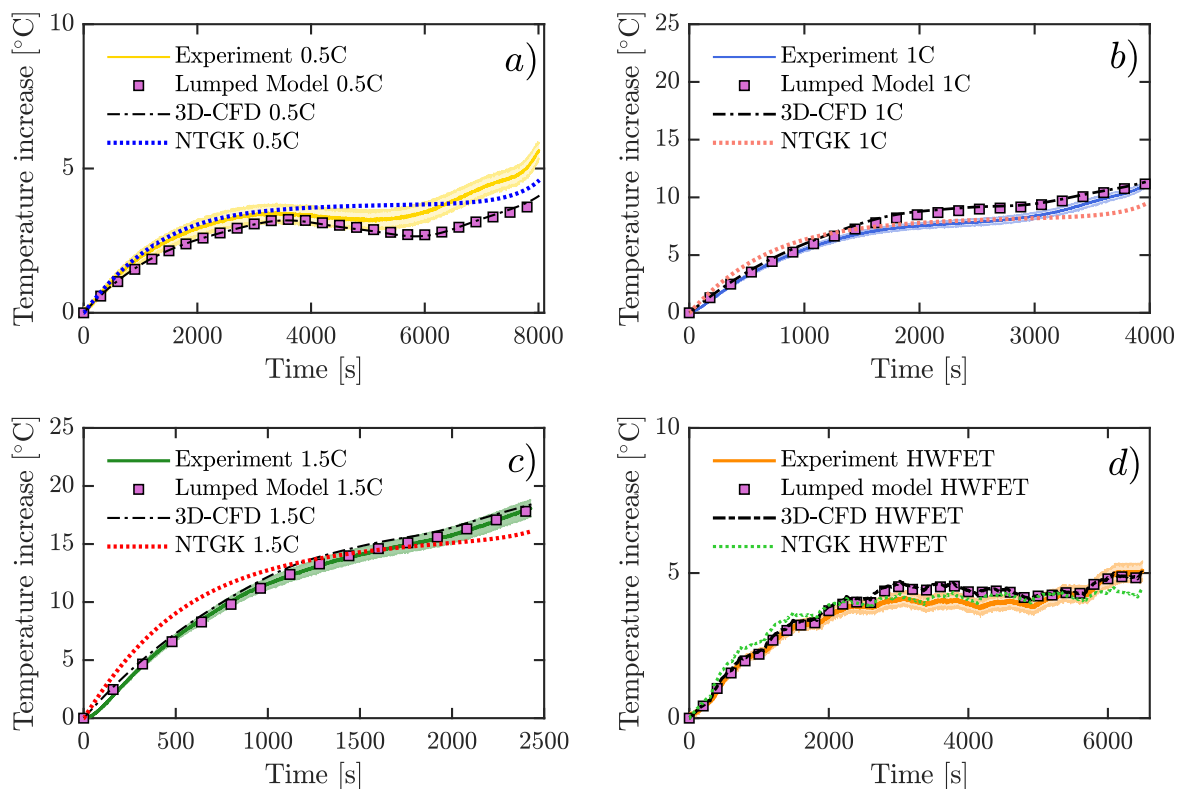 Temperature increase [°C]
10
5
0
0
2000
4000
6000
8000
Time [s]
Experiment 0.5C
Lumped Model 0.5C
3D-CFD 0.5C
NTGK 0.5C
a)
Temperature increase [°C]
25
20
15
10
5
0
0
1000
2000
3000
4000
Time [s]
Experiment 1C
Lumped Model 1C
3D-CFD 1C
NTGK 1C
b)
Temperature increase [°C]
25
20
15
10
5
0
0
500
1000
1500
2000
2500
Time [s]
Experiment 1.5C
Lumped Model 1.5C
3D-CFD 1.5C
NTGK 1.5C
c)
Temperature increase [°C]
10
5
0
0
2000
4000
6000
Time [s]
Experiment HWFET
Lumped model HWFET
3D-CFD HWFET
NTGK HWFET
d)